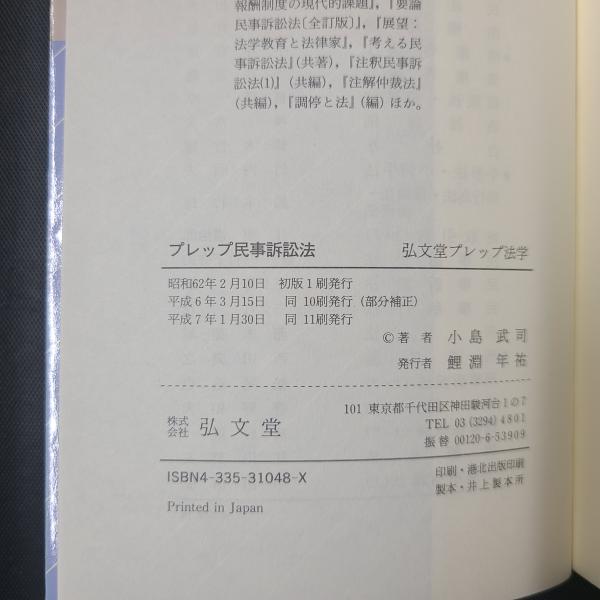 報酬制度の現代的課題』,『要論
民事訴訟法〔全訂版〕』,『展望:
法学教育と法律家』,『考える民
事訴訟法』(共著),『注釈民事訴
訟法(1)』(共編),『注解仲裁法』
(共編),『調停と法』(編) ほか。
プレップ民事訴訟法 弘文堂プレップ法学
昭和62年2月10日 初版1刷発行
平成6年3月15日 同 10刷発行 (部分補正)
平成7年1月30日 同 11刷発行
©著者 小島武司
発行者 鯉淵年祐
株式会社 弘文堂
101 東京都千代田区神田駿河台1の7
TEL 03 (3294) 4801
振替 00120-6-53909
ISBN4-335-31048-X
印刷・港北出版印刷
製本・井上製本所
Printed in Japan